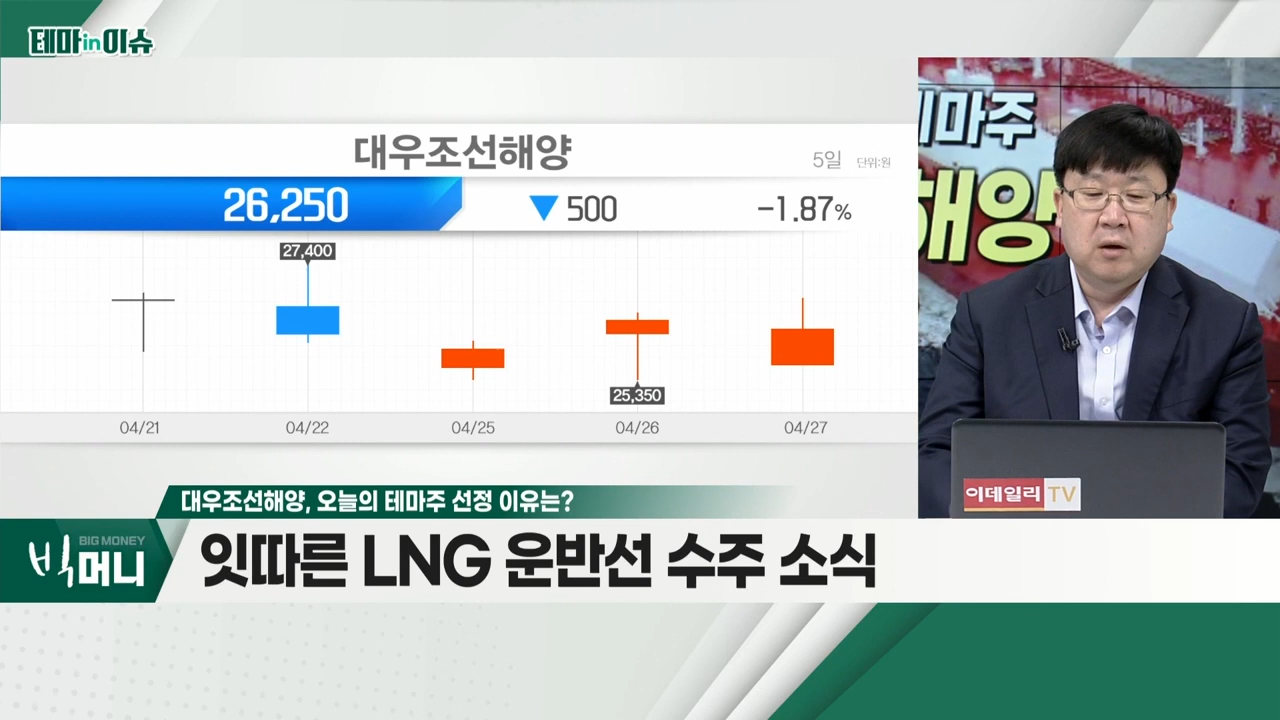 테마in이슈
대우조선해양
5일 단위:원
26,250 ▼500 -1.87%
27,400
25,350
04/21 04/22 04/25 04/26 04/27
테마주
해양
이데일리TV
대우조선해양, 오늘의 테마주 선정 이유는?
BIG MONEY
빅머니
잇따른 LNG 운반선 수주 소식